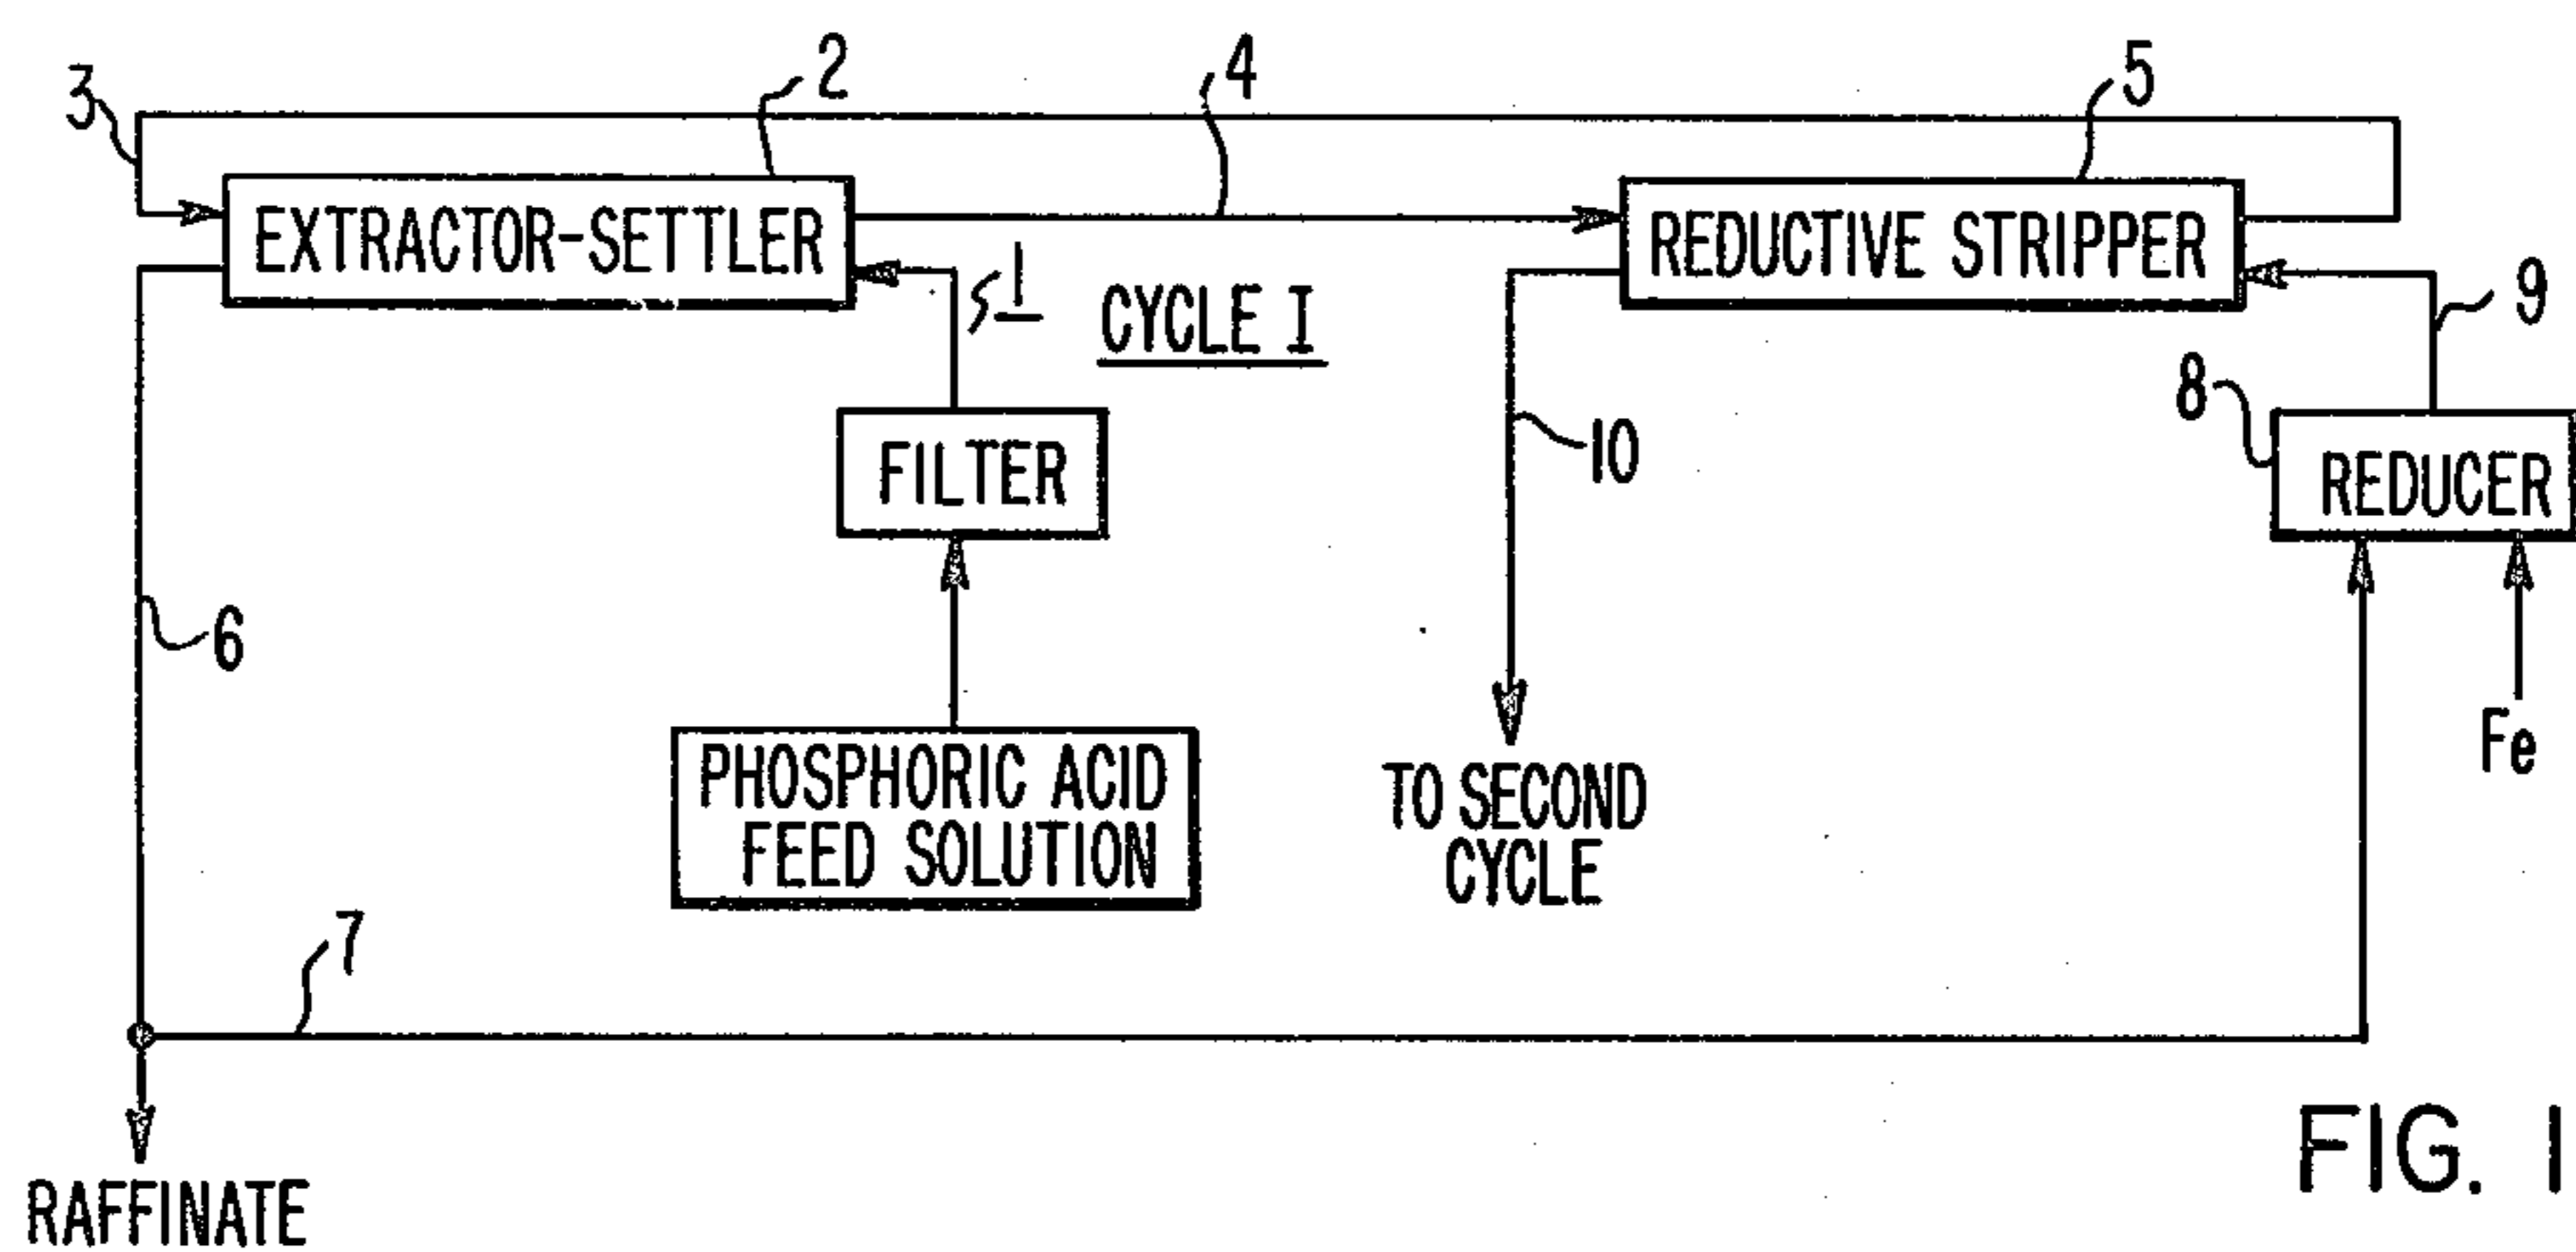 3
2
4
5
EXTRACTOR-SETTLER
REDUCTIVE STRIPPER
1
CYCLE I
9
8
FILTER
10
REDUCER
6
Fe
PHOSPHORIC ACID
FEED SOLUTION
TO SECOND
CYCLE
7
RAFFINATE
FIG. 1